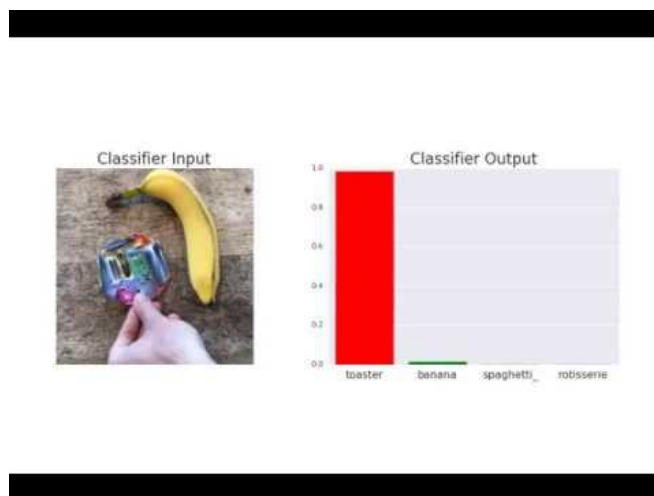 Classifier Input
Classifier Output
1.0
0.8
0.6
0.4
0.2
0.0
toaster
banana
spaghetti_
rotisserie